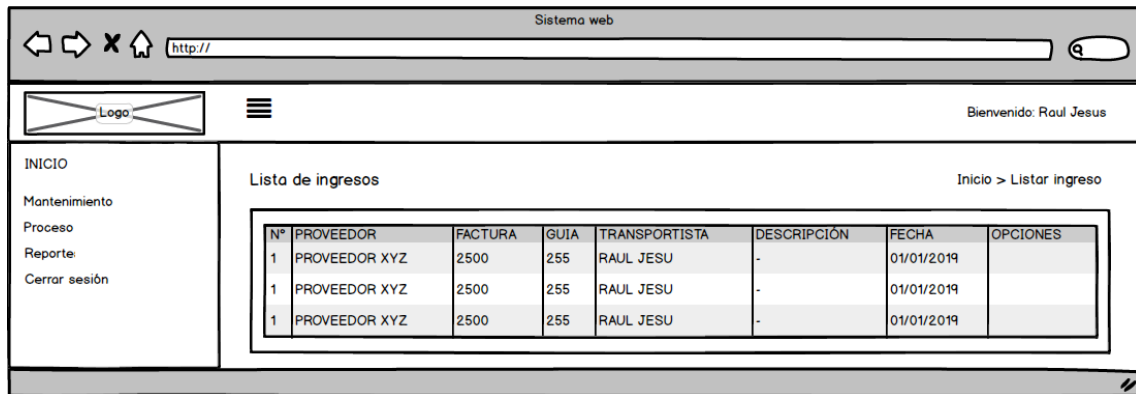 Sistema web
http://
Logo
Bienvenido: Raul Jesus
INICIO
Mantenimiento
Proceso
Reporte
Cerrar sesión
Lista de ingresos
Inicio > Listar ingreso
N° PROVEEDOR FACTURA GUIA TRANSPORTISTA DESCRIPCIÓN FECHA OPCIONES
1 PROVEEDOR XYZ 2500 255 RAUL JESU - 01/01/2019
1 PROVEEDOR XYZ 2500 255 RAUL JESU - 01/01/2019
1 PROVEEDOR XYZ 2500 255 RAUL JESU - 01/01/2019